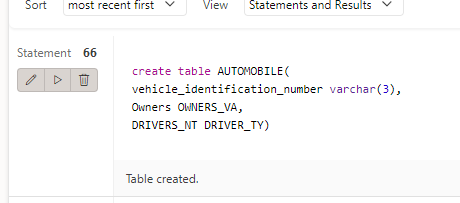 Sort most recent first View Statements and Results
Statement 66
create table AUTOMOBILE(
vehicle_identification_number varchar(3),
Owners OWNERS_VA,
DRIVERS_NT DRIVER_TY)
Table created.